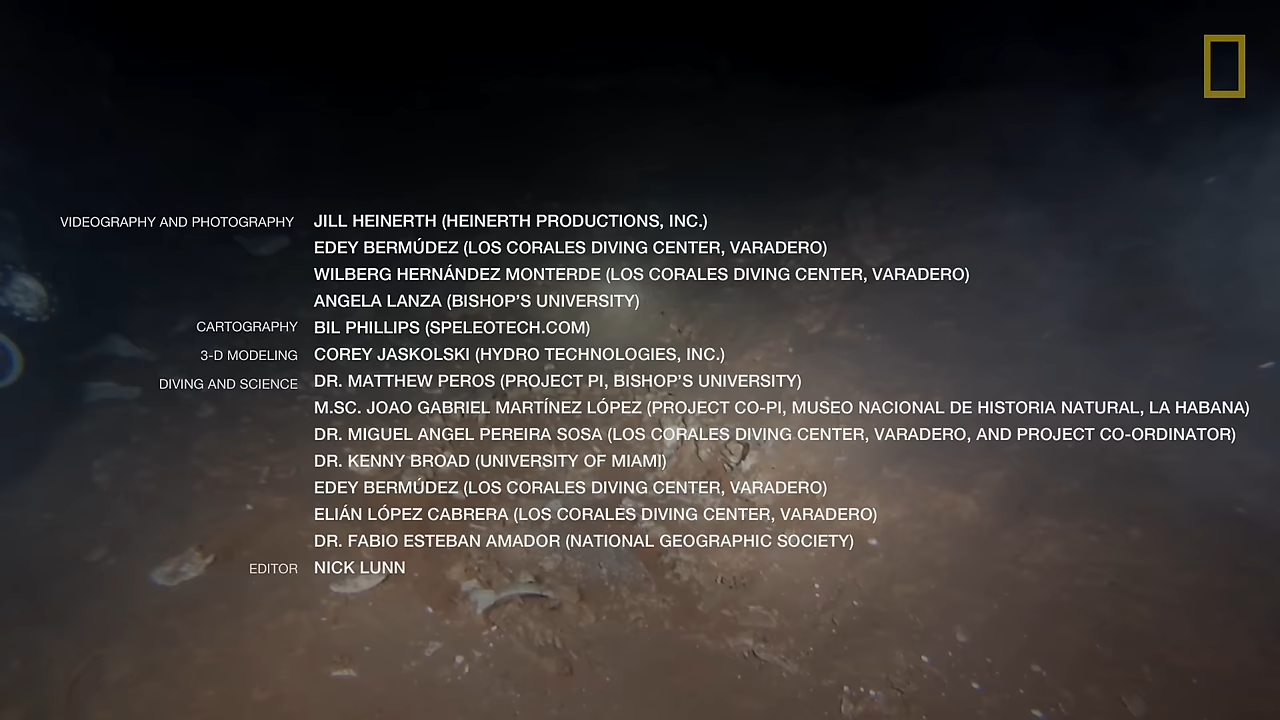 VIDEOGRAPHY AND PHOTOGRAPHY JILL HEINERTH (HEINERTH PRODUCTIONS, INC.)
EDEY BERMÚDEZ (LOS CORALES DIVING CENTER, VARADERO)
WILBERG HERNÁNDEZ MONTERDE (LOS CORALES DIVING CENTER, VARADERO)
ANGELA LANZA (BISHOP’S UNIVERSITY)
CARTOGRAPHY BIL PHILLIPS (SPELEOTECH.COM)
3-D MODELING COREY JASKOLSKI (HYDRO TECHNOLOGIES, INC.)
DIVING AND SCIENCE DR. MATTHEW PEROS (PROJECT PI, BISHOP’S UNIVERSITY)
M.SC. JOAO GABRIEL MARTÍNEZ LÓPEZ (PROJECT CO-PI, MUSEO NACIONAL DE HISTORIA NATURAL, LA HABANA)
DR. MIGUEL ANGEL PEREIRA SOSA (LOS CORALES DIVING CENTER, VARADERO, AND PROJECT CO-ORDINATOR)
DR. KENNY BROAD (UNIVERSITY OF MIAMI)
EDEY BERMÚDEZ (LOS CORALES DIVING CENTER, VARADERO)
ELIÁN LÓPEZ CABRERA (LOS CORALES DIVING CENTER, VARADERO)
DR. FABIO ESTEBAN AMADOR (NATIONAL GEOGRAPHIC SOCIETY)
EDITOR NICK LUNN